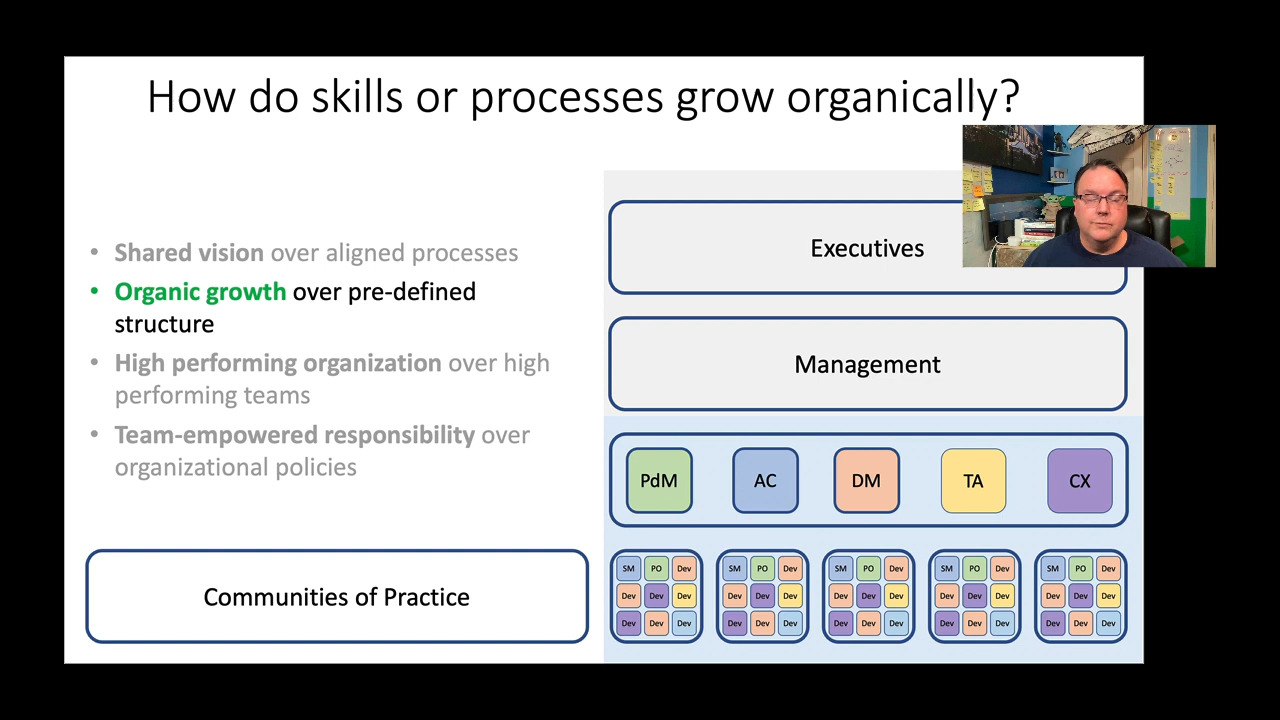 How do skills or processes grow organically?
• Shared vision over aligned processes
• Organic growth over pre-defined
structure
• High performing organization over high
performing teams
• Team-empowered responsibility over
organizational policies
Communities of Practice
Executives
Management
PdM AC DM TA CX
SM PO Dev SM PO Dev SM PO Dev SM PO Dev SM PO Dev
Dev Dev Dev Dev Dev Dev Dev Dev Dev Dev Dev Dev Dev Dev Dev
Dev Dev Dev Dev Dev Dev Dev Dev Dev Dev Dev Dev Dev Dev Dev